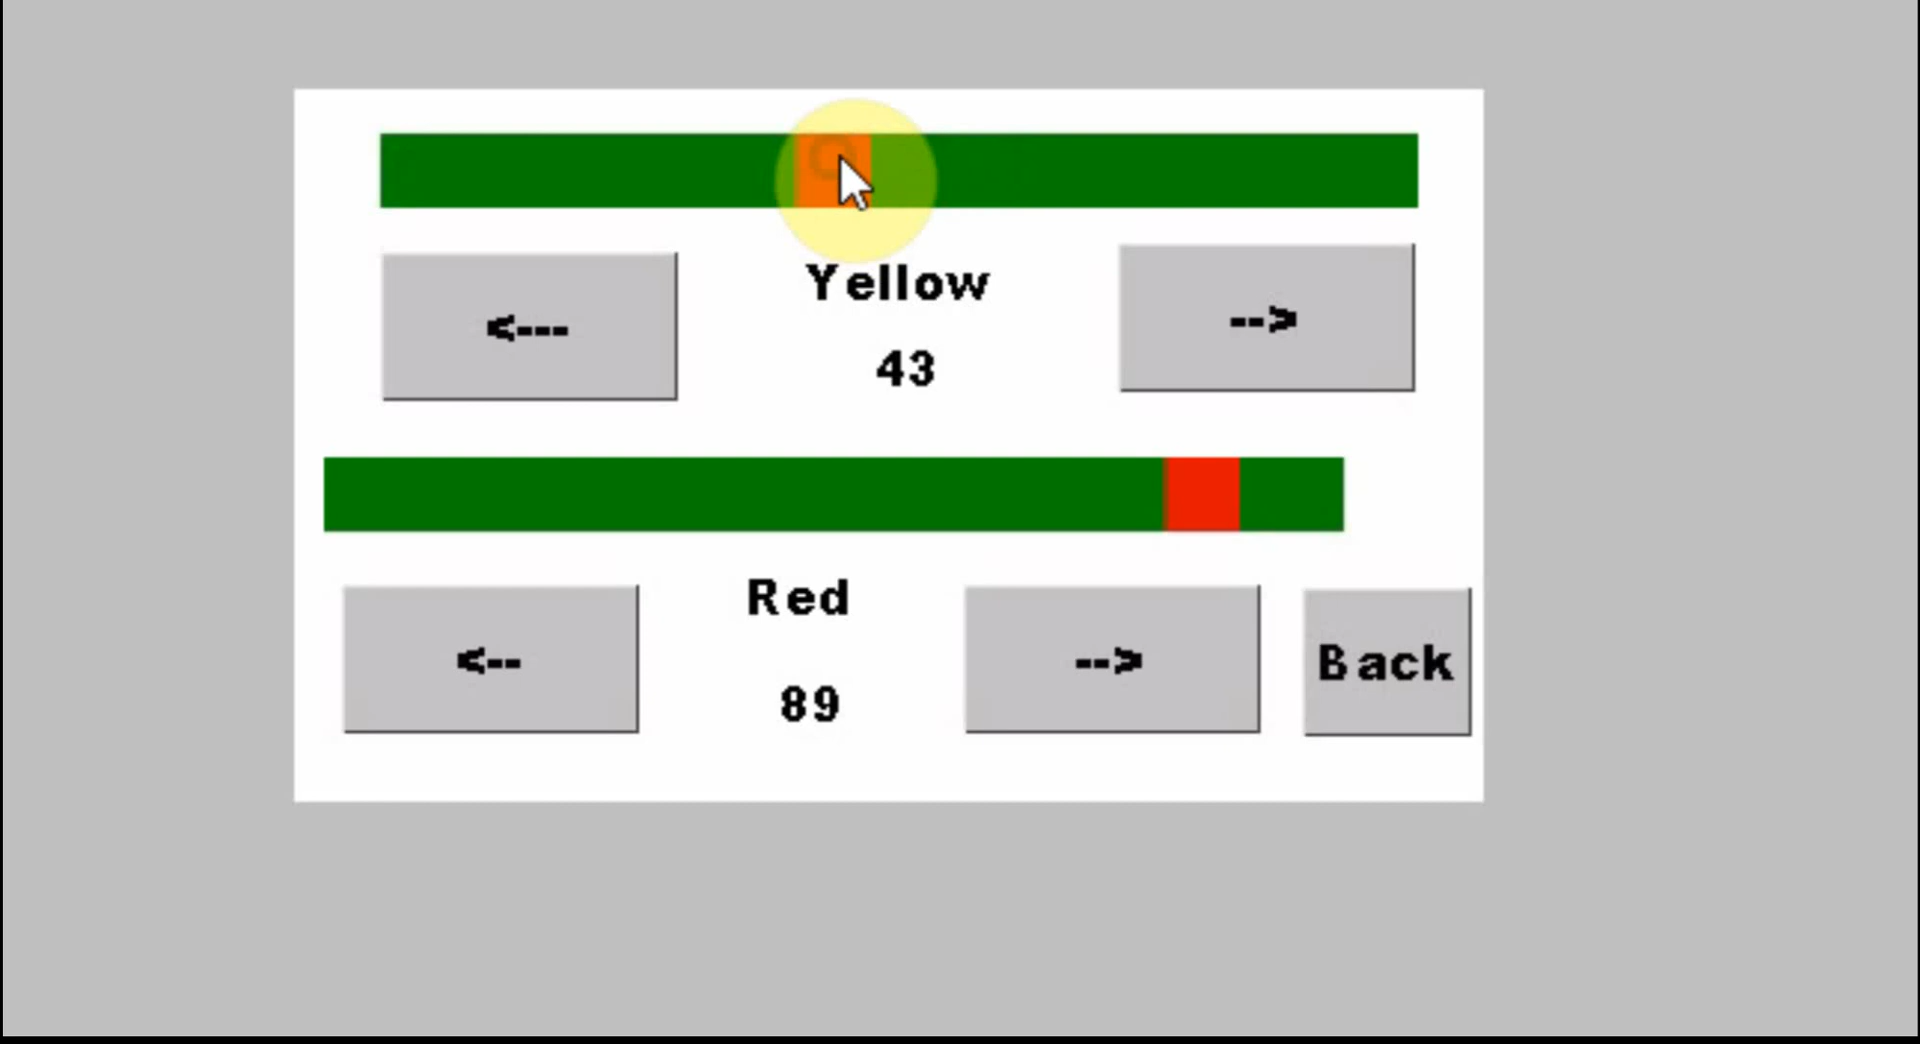 <---
Yellow
-->
43
<--
Red
-->
Back
89